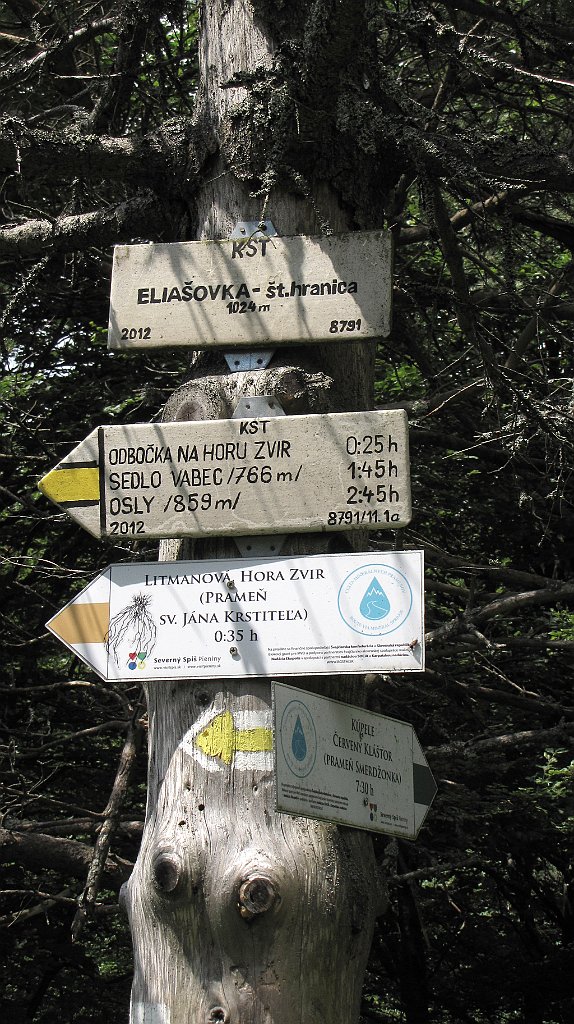 KST
ELIAŠOVKA - št.hranica
1024 m
2012 8791
KST
ODBOČKA NA HORU ZVIR 0:25 h
SEDLO VABEC /766 m/ 1:45 h
OSLY /859 m/ 2:45 h
2012 8791/11.1a
LITMANOVÁ, HORA ZVIR
(PRAMEŇ
SV. JÁNA KRSTITEĽA)
0:35 h
Severný Spiš Pieniny
KÚPELE
ČERVENÝ KLÁŠTOR
(PRAMEŇ SMERDŽONKA)
7:30 h
Severný Spiš